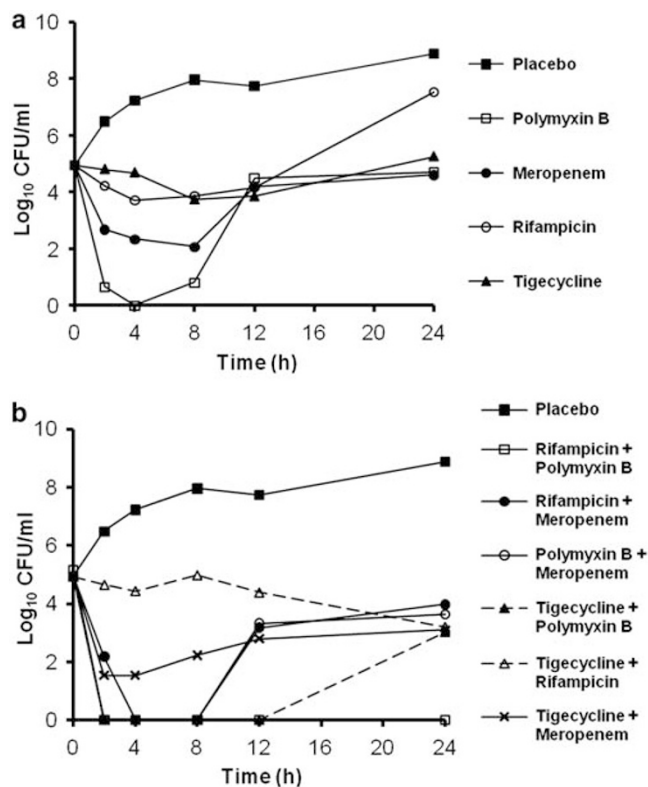 a
10
8
6
4
2
0
Log10 CFU/ml
0 4 8 12 16 20 24
Time (h)
Placebo
Polymyxin B
Meropenem
Rifampicin
Tigecycline
b
10
8
6
4
2
0
Log10 CFU/ml
0 4 8 12 16 20 24
Time (h)
Placebo
Rifampicin +
Polymyxin B
Rifampicin +
Meropenem
Polymyxin B +
Meropenem
Tigecycline +
Polymyxin B
Tigecycline +
Rifampicin
Tigecycline +
Meropenem